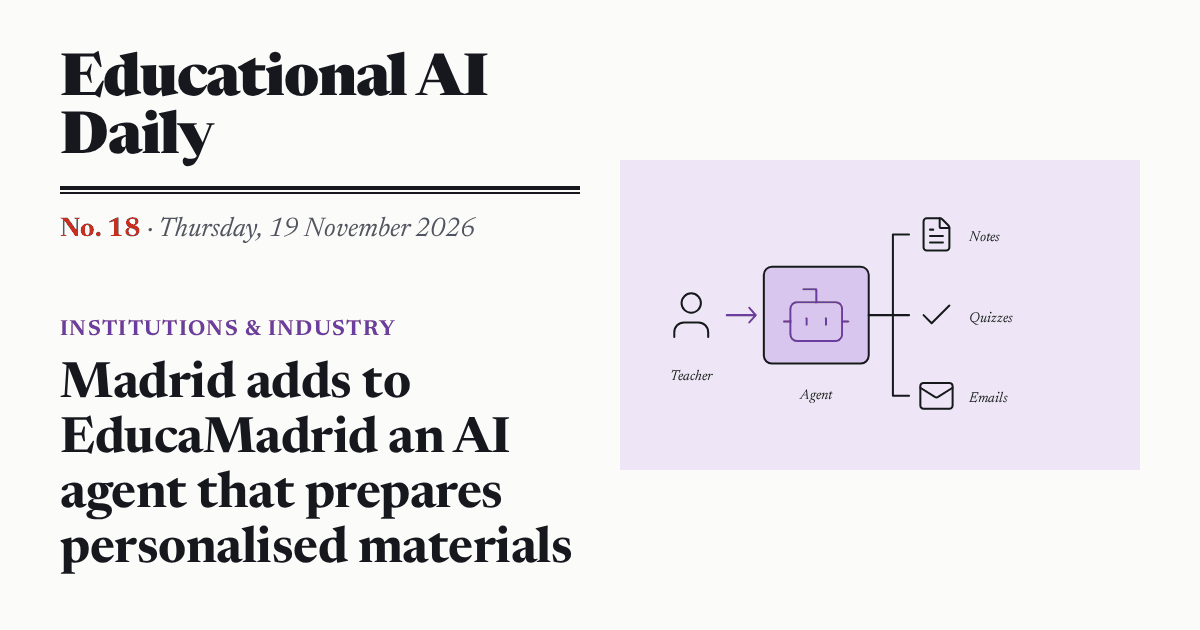 Educational AI
Daily
No. 18 · Thursday, 19 November 2026
INSTITUTIONS & INDUSTRY
Madrid adds to
EducaMadrid an AI
agent that prepares
personalised materials
Teacher
Agent
Notes
Quizzes
Emails